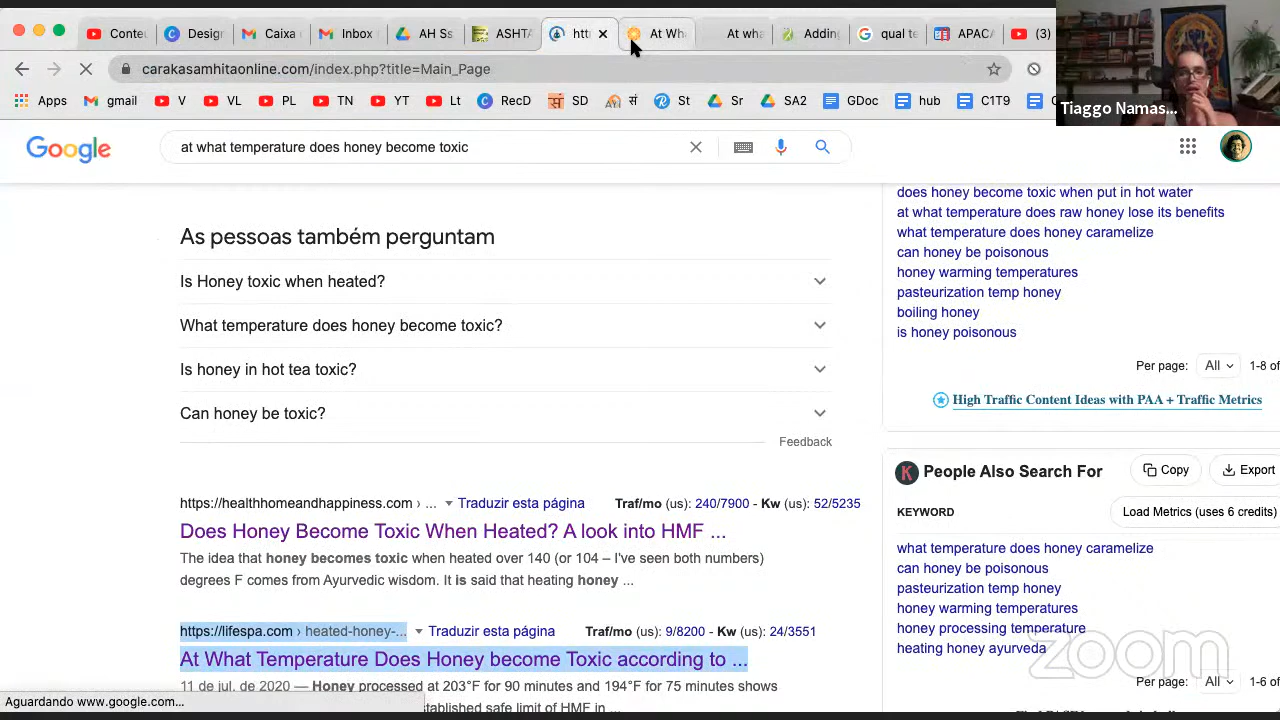 Conte
Desig
Caixa
Inbox
AH Ss
ASHTA
htt
At Wha
At wha
Adding
qual te
APAC
(3)
carakasamhitaonline.com/index.php?title=Main_Page
Apps
gmail
V
VL
PL
TN
YT
Lt
RecD
SD
सं
St
Sr
SA2
GDoc
hub
C1T9
C1
Tiaggo Namas...
Google
at what temperature does honey become toxic
does honey become toxic when put in hot water
at what temperature does raw honey lose its benefits
what temperature does honey caramelize
can honey be poisonous
honey warming temperatures
pasteurization temp honey
boiling honey
is honey poisonous
Per page: All 1-8 of
High Traffic Content Ideas with PAA + Traffic Metrics
As pessoas também perguntam
Is Honey toxic when heated?
What temperature does honey become toxic?
Is honey in hot tea toxic?
Can honey be toxic?
Feedback
https://healthhomeandhappiness.com › ... Traduzir esta página Traf/mo (us): 240/7900 - Kw (us): 52/5235
Does Honey Become Toxic When Heated? A look into HMF ...
The idea that honey becomes toxic when heated over 140 (or 104 – I've seen both numbers)
degrees F comes from Ayurvedic wisdom. It is said that heating honey ...
https://lifespa.com › heated-honey-... Traduzir esta página Traf/mo (us): 9/8200 - Kw (us): 24/3551
At What Temperature Does Honey become Toxic according to ...
11 de jul. de 2020 — Honey processed at 203°F for 90 minutes and 194°F for 75 minutes shows
stablished safe limit of HMF in ...
People Also Search For
Copy
Export
KEYWORD
Load Metrics (uses 6 credits)
what temperature does honey caramelize
can honey be poisonous
pasteurization temp honey
honey warming temperatures
honey processing temperature
heating honey ayurveda
Per page: All 1-6 of
zoom
Aguardando www.google.com...